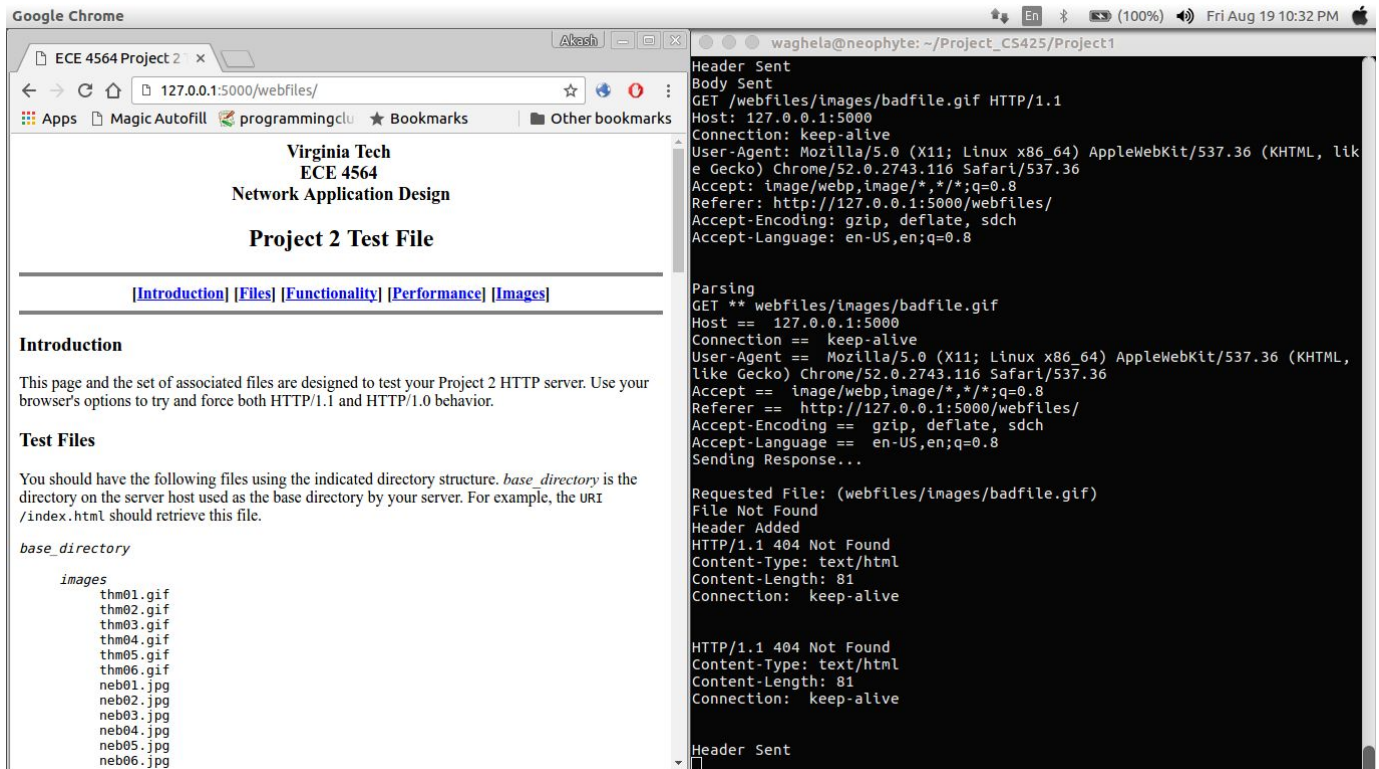 Google Chrome
En (100%) Fri Aug 19 10:32 PM
Akash
ECE 4564 Project 2 T
127.0.0.1:5000/webfiles/
Apps Magic Autofill programmingclu Bookmarks Other bookmarks
Virginia Tech
ECE 4564
Network Application Design
Project 2 Test File
[Introduction] [Files] [Functionality] [Performance] [Images]
Introduction
This page and the set of associated files are designed to test your Project 2 HTTP server. Use your
browser's options to try and force both HTTP/1.1 and HTTP/1.0 behavior.
Test Files
You should have the following files using the indicated directory structure. base_directory is the
directory on the server host used as the base directory by your server. For example, the URI
/index.html should retrieve this file.
base_directory
images
thm01.gif
thm02.gif
thm03.gif
thm04.gif
thm05.gif
thm06.gif
neb01.jpg
neb02.jpg
neb03.jpg
neb04.jpg
neb05.jpg
neb06.jpg
waghela@neophyte: ~/Project_CS425/Project1
Header Sent
Body Sent
GET /webfiles/images/badfile.gif HTTP/1.1
Host: 127.0.0.1:5000
Connection: keep-alive
User-Agent: Mozilla/5.0 (X11; Linux x86_64) AppleWebKit/537.36 (KHTML, lik
e Gecko) Chrome/52.0.2743.116 Safari/537.36
Accept: image/webp,image/*,*/*;q=0.8
Referer: http://127.0.0.1:5000/webfiles/
Accept-Encoding: gzip, deflate, sdch
Accept-Language: en-US,en;q=0.8
Parsing
GET ** webfiles/images/badfile.gif
Host ==  127.0.0.1:5000
Connection ==  keep-alive
User-Agent ==  Mozilla/5.0 (X11; Linux x86_64) AppleWebKit/537.36 (KHTML,
like Gecko) Chrome/52.0.2743.116 Safari/537.36
Accept ==  image/webp,image/*,*/*;q=0.8
Referer ==  http://127.0.0.1:5000/webfiles/
Accept-Encoding ==  gzip, deflate, sdch
Accept-Language ==  en-US,en;q=0.8
Sending Response...
Requested File: (webfiles/images/badfile.gif)
File Not Found
Header Added
HTTP/1.1 404 Not Found
Content-Type: text/html
Content-Length: 81
Connection:  keep-alive
HTTP/1.1 404 Not Found
Content-Type: text/html
Content-Length: 81
Connection:  keep-alive
Header Sent